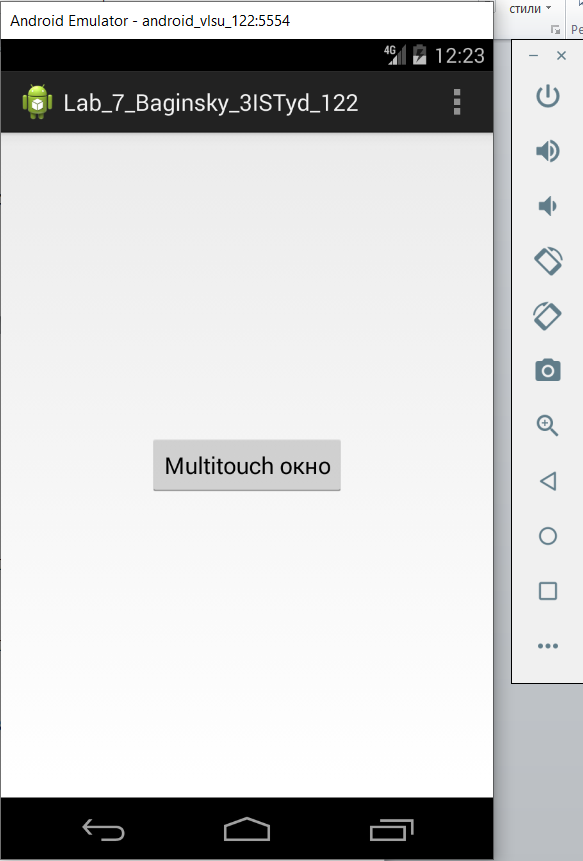 стили
Android Emulator - android_vlsu_122:5554
4G 12:23
Lab_7_Baginsky_3ISTyd_122
Multitouch окно